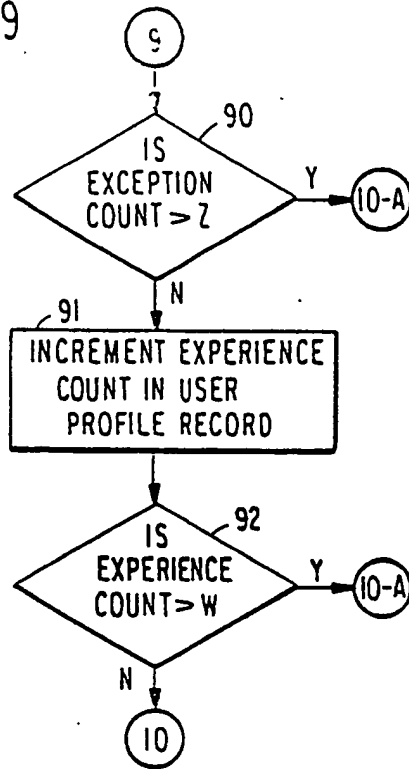 9
9
90
IS
EXCEPTION
COUNT > Z
Y
10-A
N
91
INCREMENT EXPERIENCE
COUNT IN USER
PROFILE RECORD
92
IS
EXPERIENCE
COUNT > W
Y
10-A
N
10